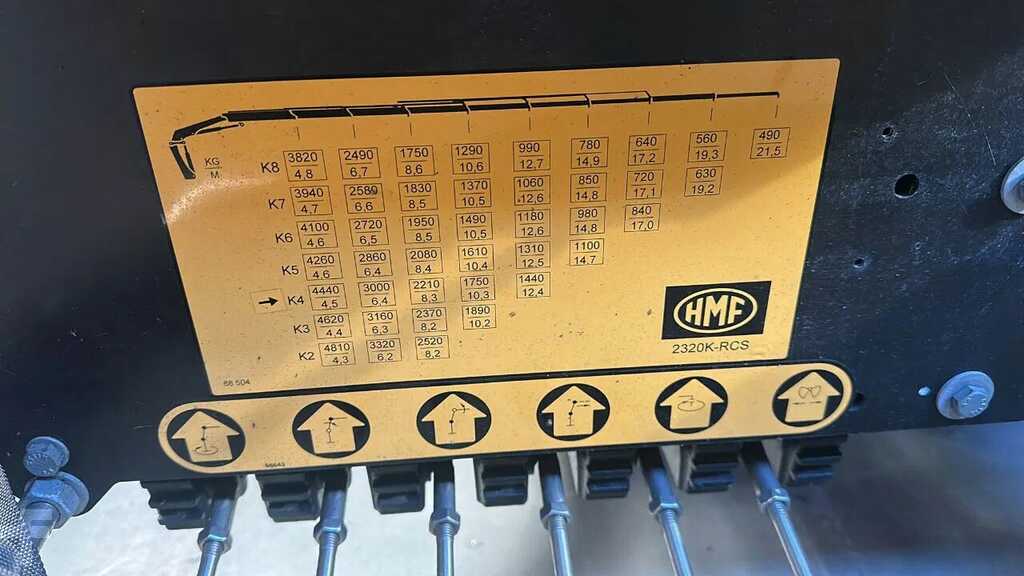 KG
M
K8 3820 2490 1750 1290 990 780 640 560 490
4,8 6,7 8,6 10,6 12,7 14,9 17,2 19,3 21,5
K7 3940 2580 1830 1370 1060 850 720 630
4,7 6,6 8,5 10,5 12,6 14,8 17,1 19,2
K6 4100 2720 1950 1490 1180 980 840
4,6 6,5 8,5 10,5 12,6 14,8 17,0
K5 4260 2860 2080 1610 1310 1100
4,6 6,4 8,4 10,4 12,5 14,7
K4 4440 3000 2210 1750 1440
4,5 6,4 8,3 10,3 12,4
K3 4620 3160 2370 1890
4,4 6,3 8,2 10,2
K2 4810 3320 2520
4,3 6,2 8,2
HMF
2320K-RCS